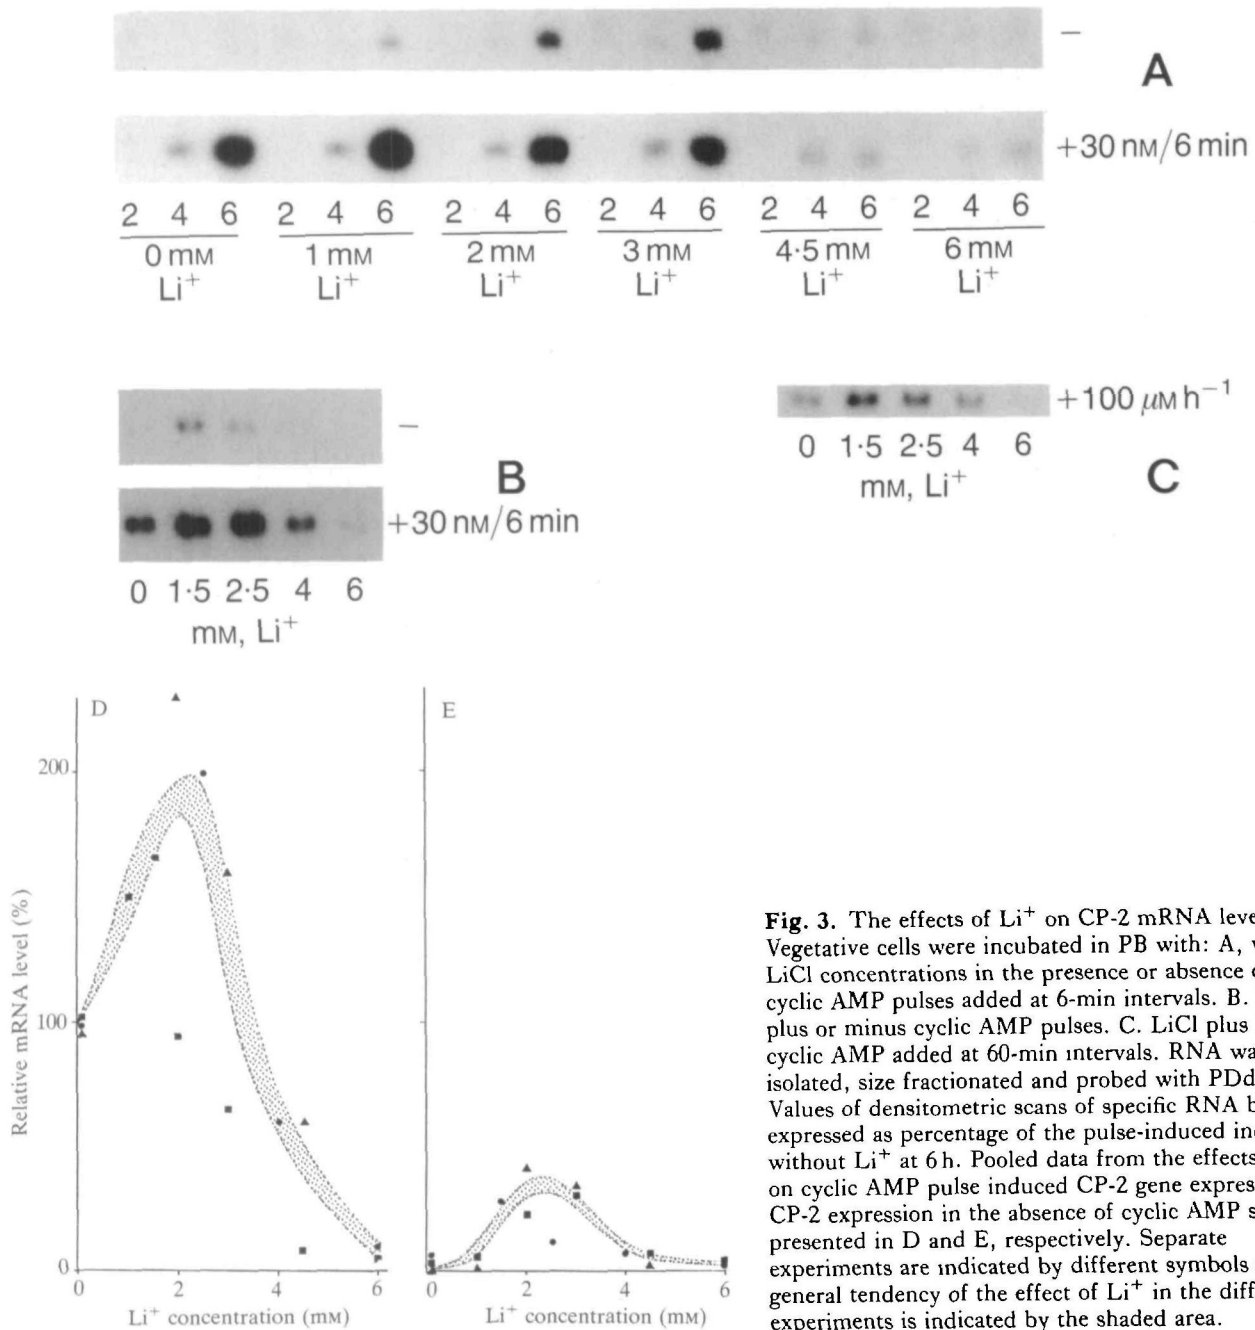 −
A
+30 nM/6 min
2 4 6 2 4 6 2 4 6 2 4 6 2 4 6 2 4 6
0 mM 1 mM 2 mM 3 mM 4·5 mM 6 mM
Li⁺ Li⁺ Li⁺ Li⁺ Li⁺ Li⁺
−
B
+30 nM/6 min
0 1·5 2·5 4 6
mM, Li⁺
+100 μM h⁻¹
0 1·5 2·5 4 6
mM, Li⁺
C
D
E
200
100
0
Relative mRNA level (%)
0 2 4 6
Li⁺ concentration (mM)
0 2 4 6
Li⁺ concentration (mM)
Fig. 3. The effects of Li⁺ on CP-2 mRNA
Vegetative cells were incubated in PB with: A,
LiCl concentrations in the presence or absence
cyclic AMP pulses added at 6-min intervals. B.
plus or minus cyclic AMP pulses. C. LiCl plus
cyclic AMP added at 60-min intervals. RNA
isolated, size fractionated and probed with
Values of densitometric scans of specific RNA
expressed as percentage of the pulse-induced
without Li⁺ at 6 h. Pooled data from the effects
on cyclic AMP pulse induced CP-2 gene
CP-2 expression in the absence of cyclic AMP
presented in D and E, respectively. Separate
experiments are indicated by different symbols
general tendency of the effect of Li⁺ in the
experiments is indicated by the shaded area.